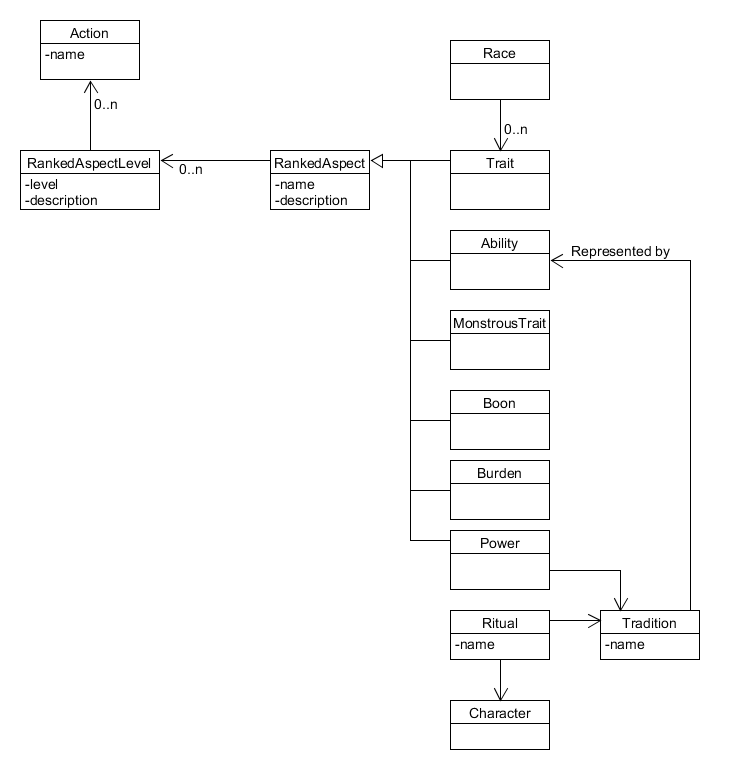 Action
-name
0..n
RankedAspectLevel
-level
-description
0..n
RankedAspect
-name
-description
Race
0..n
Trait
Ability
Represented by
MonstrousTrait
Boon
Burden
Power
Ritual
-name
Tradition
-name
Character